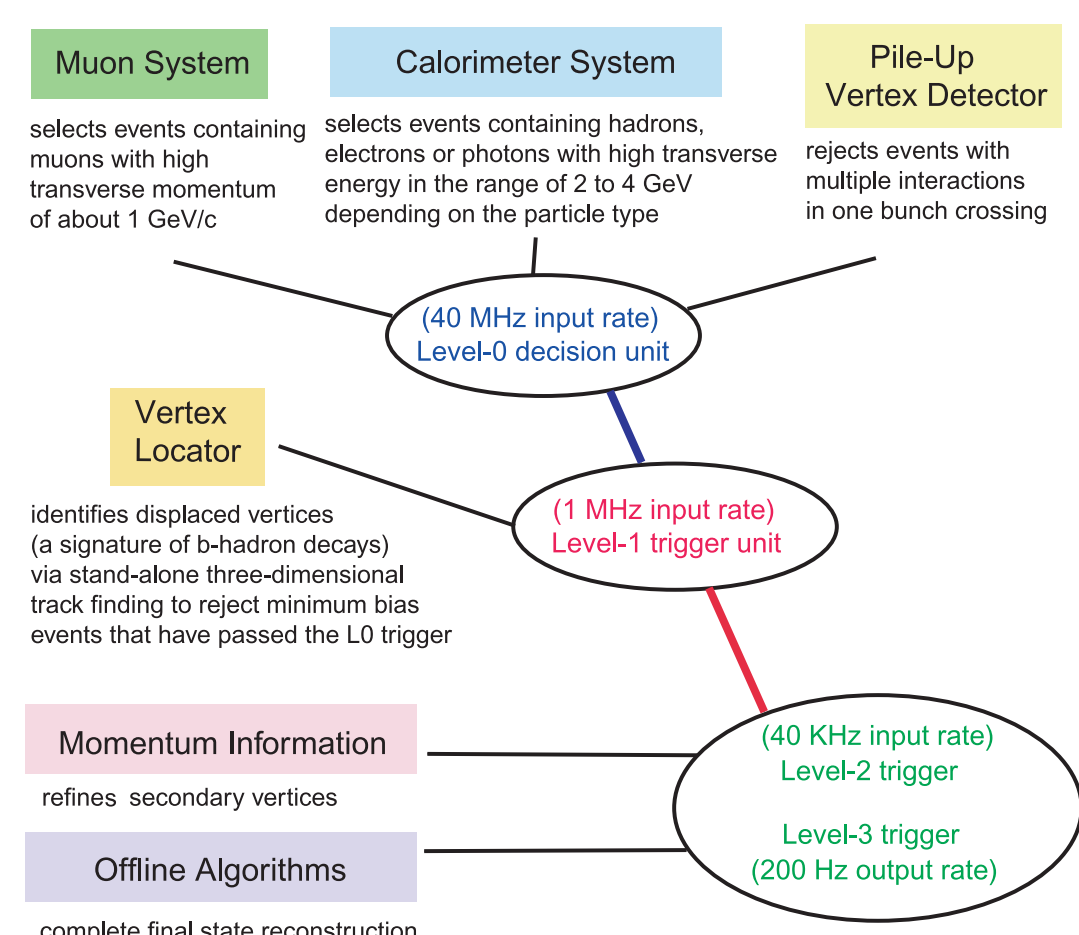 Muon System
selects events containing
muons with high
transverse momentum
of about 1 GeV/c
Calorimeter System
selects events containing hadrons,
electrons or photons with high transverse
energy in the range of 2 to 4 GeV
depending on the particle type
Pile-Up
Vertex Detector
rejects events with
multiple interactions
in one bunch crossing
(40 MHz input rate)
Level-0 decision unit
Vertex
Locator
identifies displaced vertices
(a signature of b-hadron decays)
via stand-alone three-dimensional
track finding to reject minimum bias
events that have passed the L0 trigger
(1 MHz input rate)
Level-1 trigger unit
Momentum Information
refines secondary vertices
Offline Algorithms
complete final state reconstruction
(40 KHz input rate)
Level-2 trigger
Level-3 trigger
(200 Hz output rate)